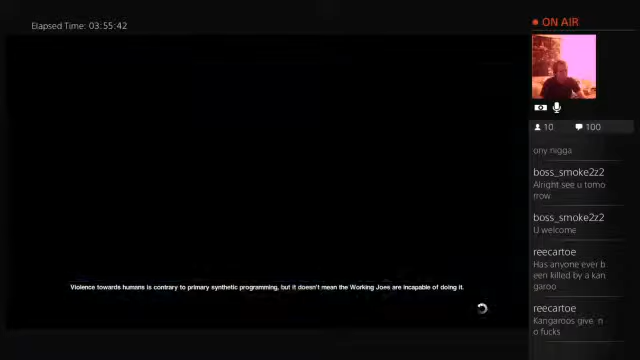 Elapsed Time: 03:55:42
ON AIR
10
100
ony nigga
boss_smoke2z2
Alright see u tomo
rrow
boss_smoke2z2
U welcome
reecartoe
Has anyone ever b
een killed by a kan
garoo
reecartoe
Kangaroos give n
o fucks
Violence towards humans is contrary to primary synthetic programming, but it doesn't mean the Working Joes are incapable of doing it.